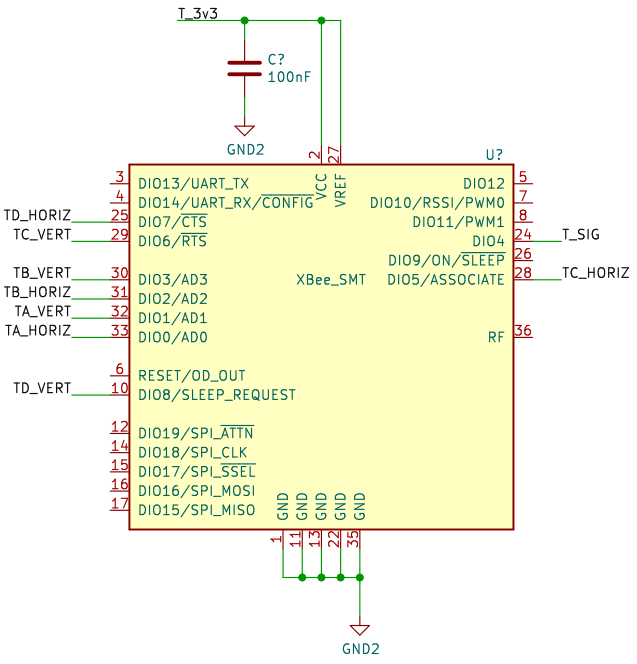 T_3v3
C?
100nF
GND2
U?
2
27
VCC
VREF
3 DIO13/UART_TX
DIO12 5
4 DIO14/UART_RX/CONFIG
DIO10/RSSI/PWM0 7
TD_HORIZ 25 DIO7/CTS
DIO11/PWM1 8
TC_VERT 29 DIO6/RTS
DIO4 24 T_SIG
DIO9/ON/SLEEP 26
TB_VERT 30 DIO3/AD3
XBee_SMT
DIO5/ASSOCIATE 28 TC_HORIZ
TB_HORIZ 31 DIO2/AD2
TA_VERT 32 DIO1/AD1
TA_HORIZ 33 DIO0/AD0
RF 36
6 RESET/OD_OUT
TD_VERT 10 DIO8/SLEEP_REQUEST
12 DIO19/SPI_ATTN
14 DIO18/SPI_CLK
15 DIO17/SPI_SSEL
16 DIO16/SPI_MOSI
17 DIO15/SPI_MISO
GND GND GND GND GND
1 11 13 22 35
GND2